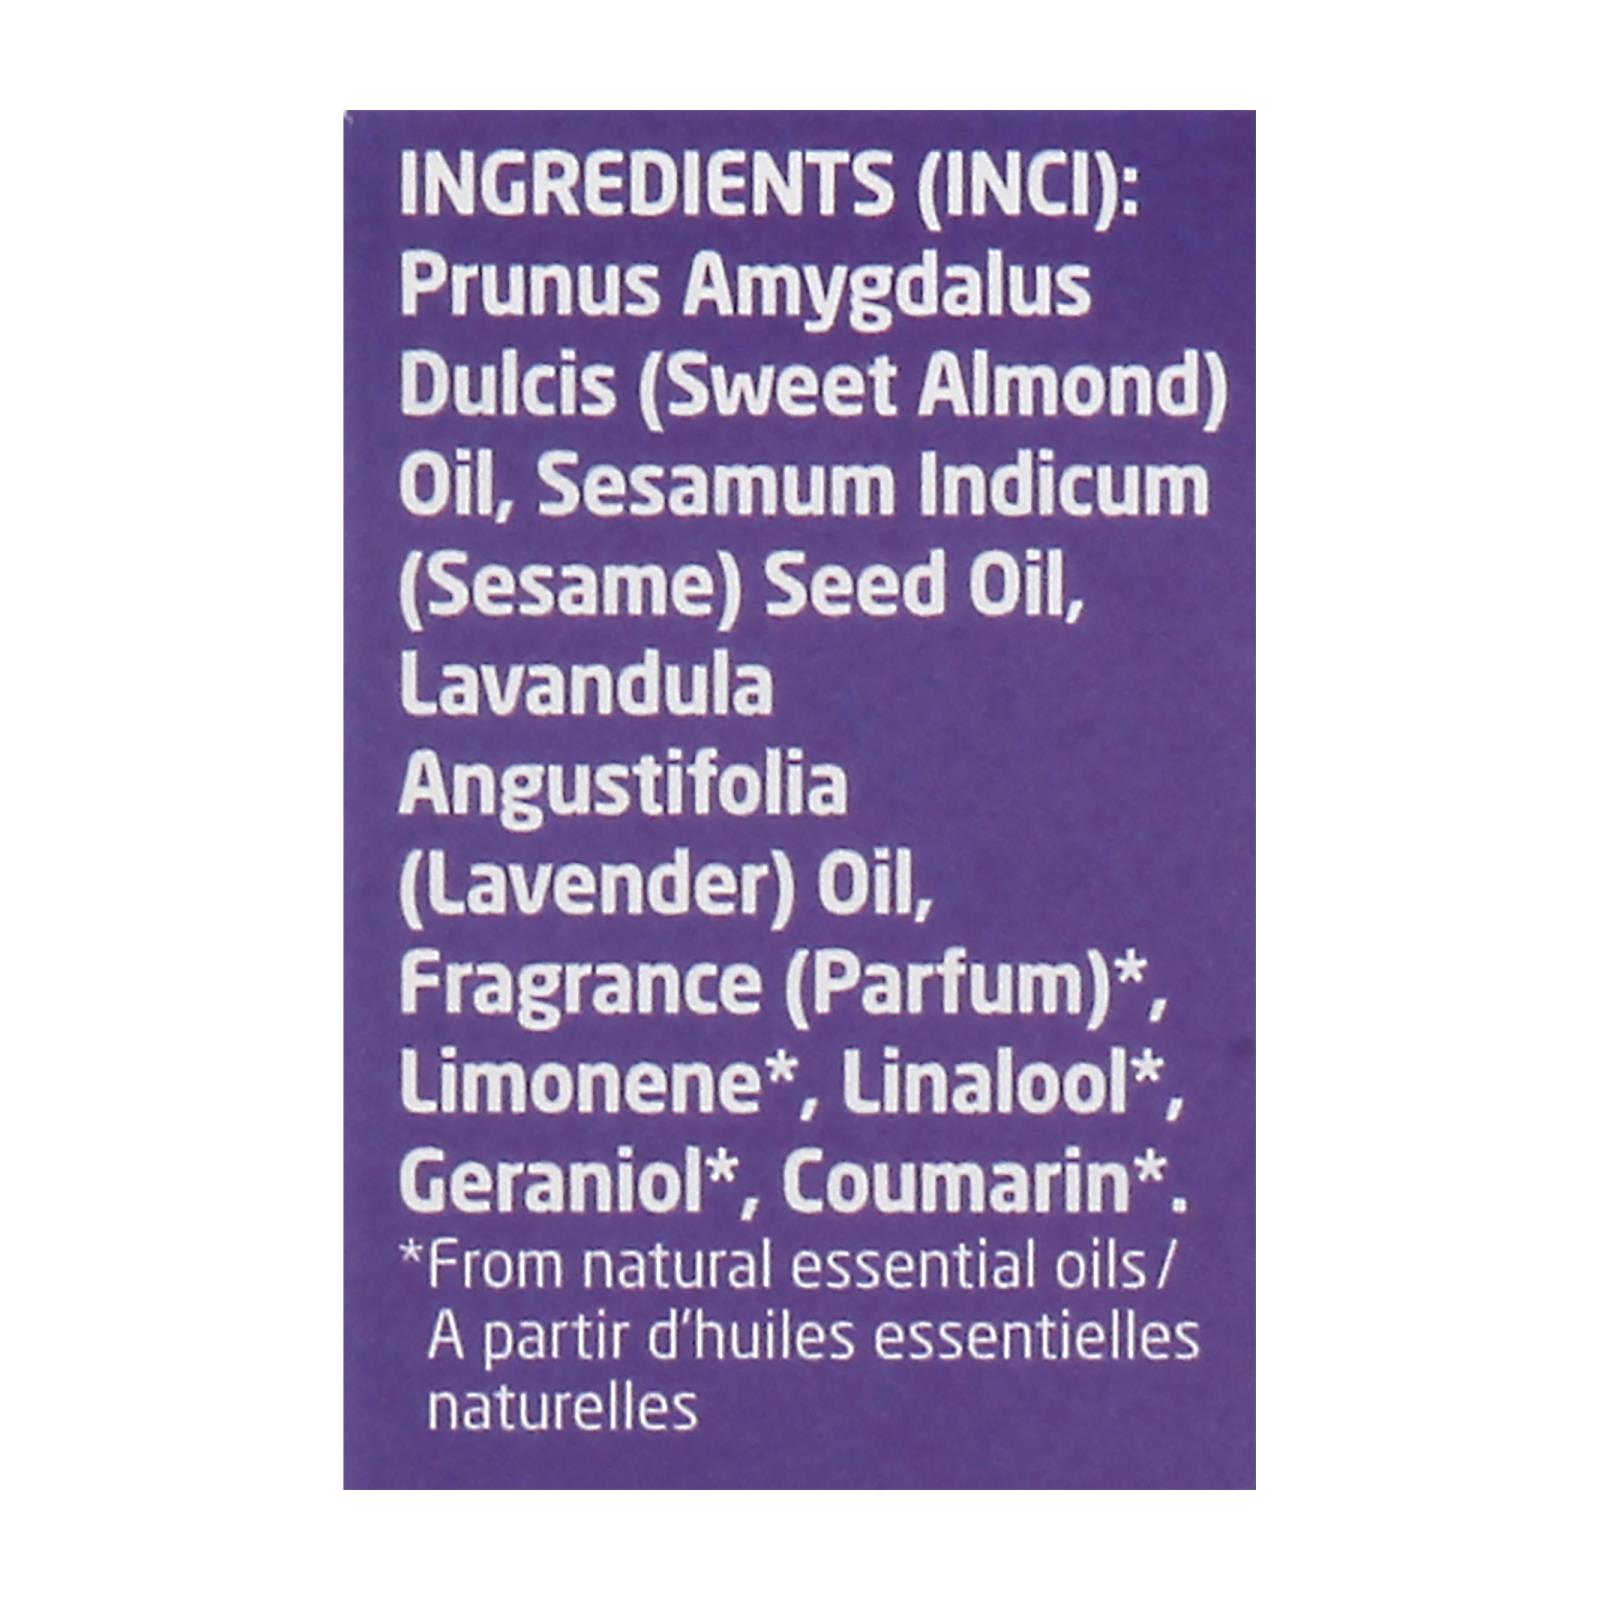 INGREDIENTS (INCI):
Prunus Amygdalus
Dulcis (Sweet Almond)
Oil, Sesamum Indicum
(Sesame) Seed Oil,
Lavandula
Angustifolia
(Lavender) Oil,
Fragrance (Parfum)*,
Limonene*, Linalool*,
Geraniol*, Coumarin*.
*From natural essential oils/
A partir d'huiles essentielles
naturelles